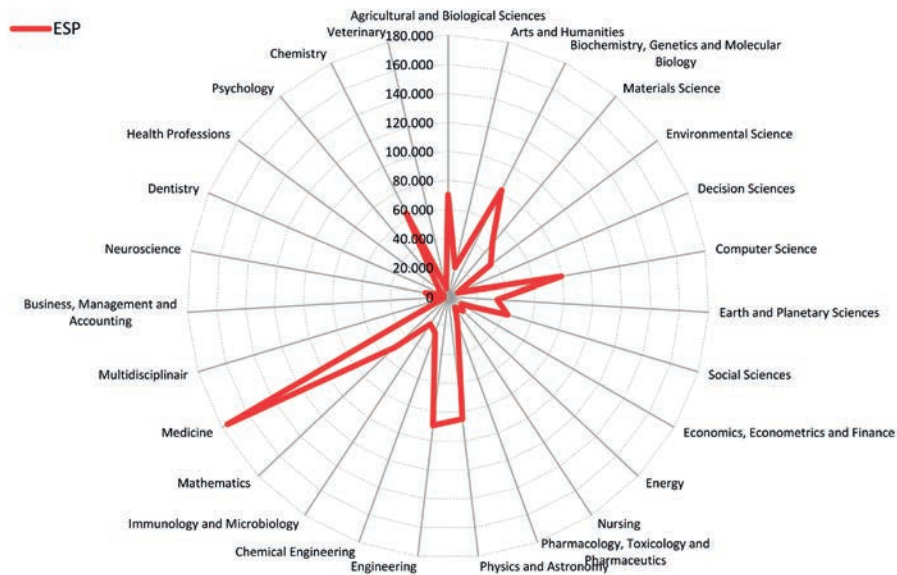 ESP
Agricultural and Biological Sciences
Arts and Humanities
Biochemistry, Genetics and Molecular
Biology
Materials Science
Environmental Science
Decision Sciences
Computer Science
Earth and Planetary Sciences
Social Sciences
Economics, Econometrics and Finance
Energy
Nursing
Pharmacology, Toxicology and
Pharmaceutics
Physics and Astronomy
Engineering
Chemical Engineering
Immunology and Microbiology
Mathematics
Medicine
Multidisciplinair
Business, Management and
Accounting
Neuroscience
Dentistry
Health Professions
Psychology
Chemistry
Veterinary
180.000
160.000
140.000
120.000
100.000
80.000
60.000
40.000
20.000
0